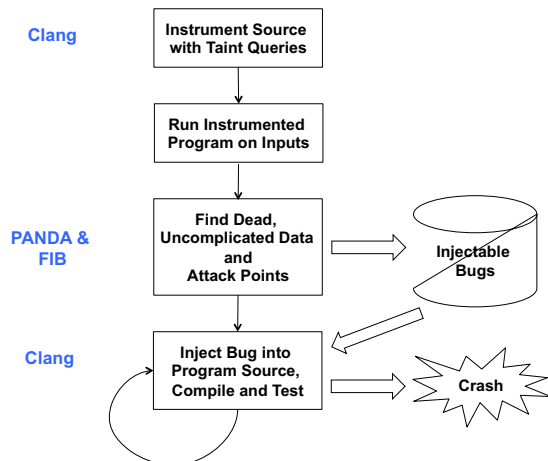 Clang
Instrument Source
with Taint Queries
Run Instrumented
Program on Inputs
PANDA &
FIB
Find Dead,
Uncomplicated Data
and
Attack Points
Injectable
Bugs
Clang
Inject Bug into
Program Source,
Compile and Test
Crash